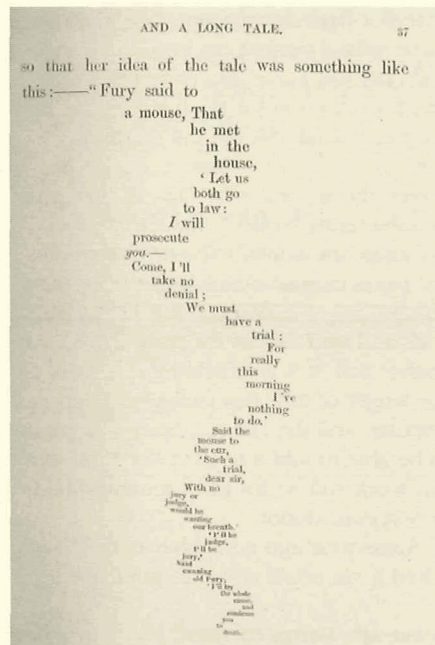 AND A LONG TALE. 37
so that her idea of the tale was something like
this:——"Fury said to
a mouse, That
he met
in the
house,
'Let us
both go
to law:
I will
prosecute
you.—
Come, I'll
take no
denial;
We must
have a
trial:
For
really
this
morning
I've
nothing
to do.'
Said the
mouse to
the cur,
'Such a
trial,
dear sir,
With no
jury or
judge,
would be
wasting
our breath.'
'I'll be
judge,
I'll be
jury,'
Said
cunning
old Fury;
'I'll try
the whole
cause,
and
condemn
you
to
death.